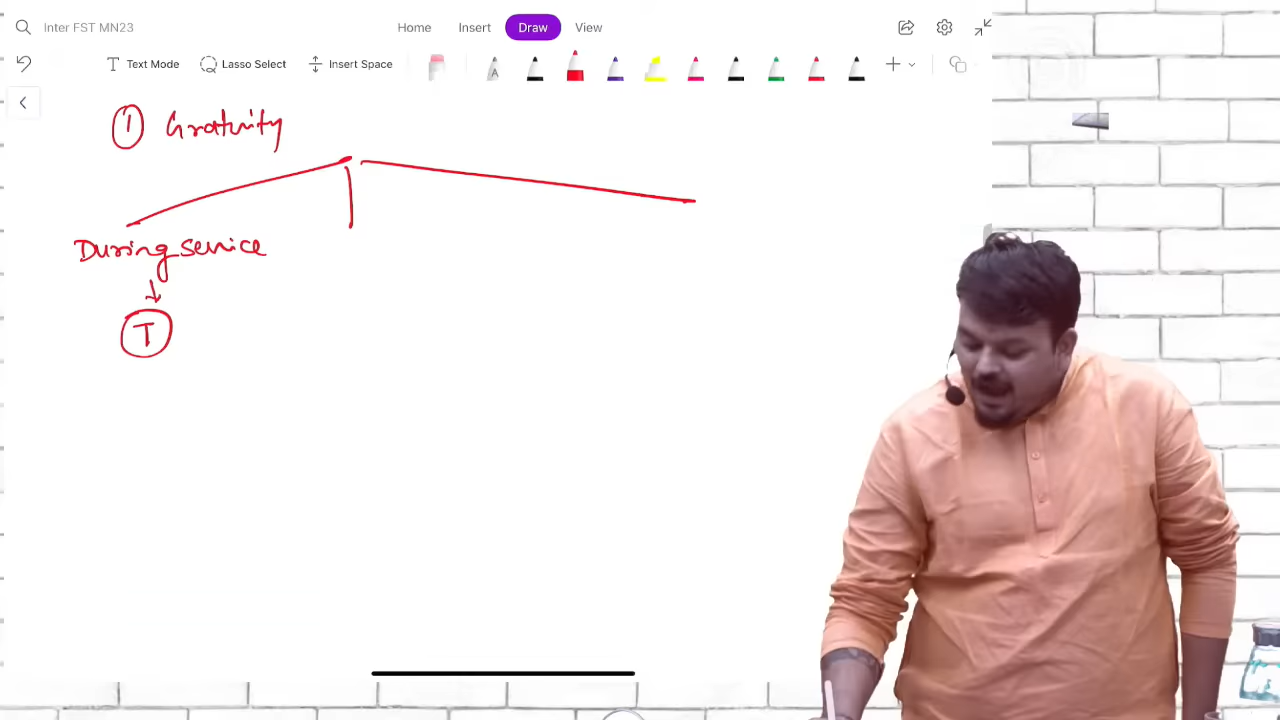 Inter FST MN23
Home Insert Draw View
Text Mode Lasso Select Insert Space
A
① Gratuity
During service
↓
T